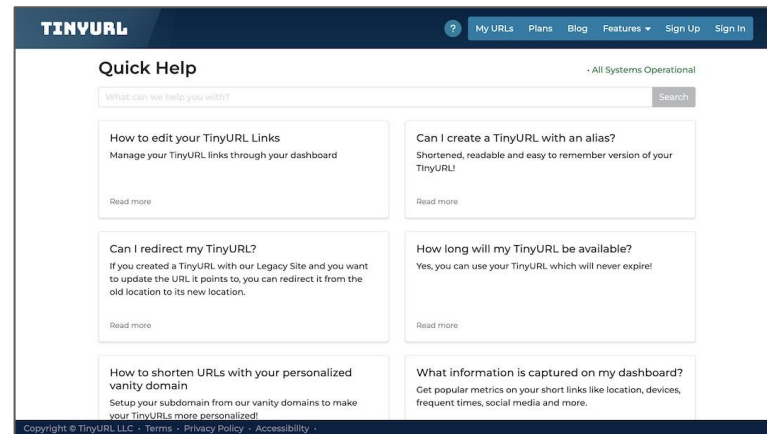 TINYURL
? My URLs Plans Blog Features Sign Up Sign In
Quick Help
• All Systems Operational
What can we help you with? Search
How to edit your TinyURL Links
Manage your TinyURL links through your dashboard
Read more
Can I create a TinyURL with an alias?
Shortened, readable and easy to remember version of your
TInyURL!
Read more
Can I redirect my TinyURL?
If you created a TinyURL with our Legacy Site and you want
to update the URL it points to, you can redirect it from the
old location to its new location.
Read more
How long will my TinyURL be available?
Yes, you can use your TinyURL which will never expire!
Read more
How to shorten URLs with your personalized
vanity domain
Setup your subdomain from our vanity domains to make
your TinyURLs more personalized!
What information is captured on my dashboard?
Get popular metrics on your short links like location, devices,
frequent times, social media and more.
Copyright © TinyURL LLC • Terms • Privacy Policy • Accessibility •